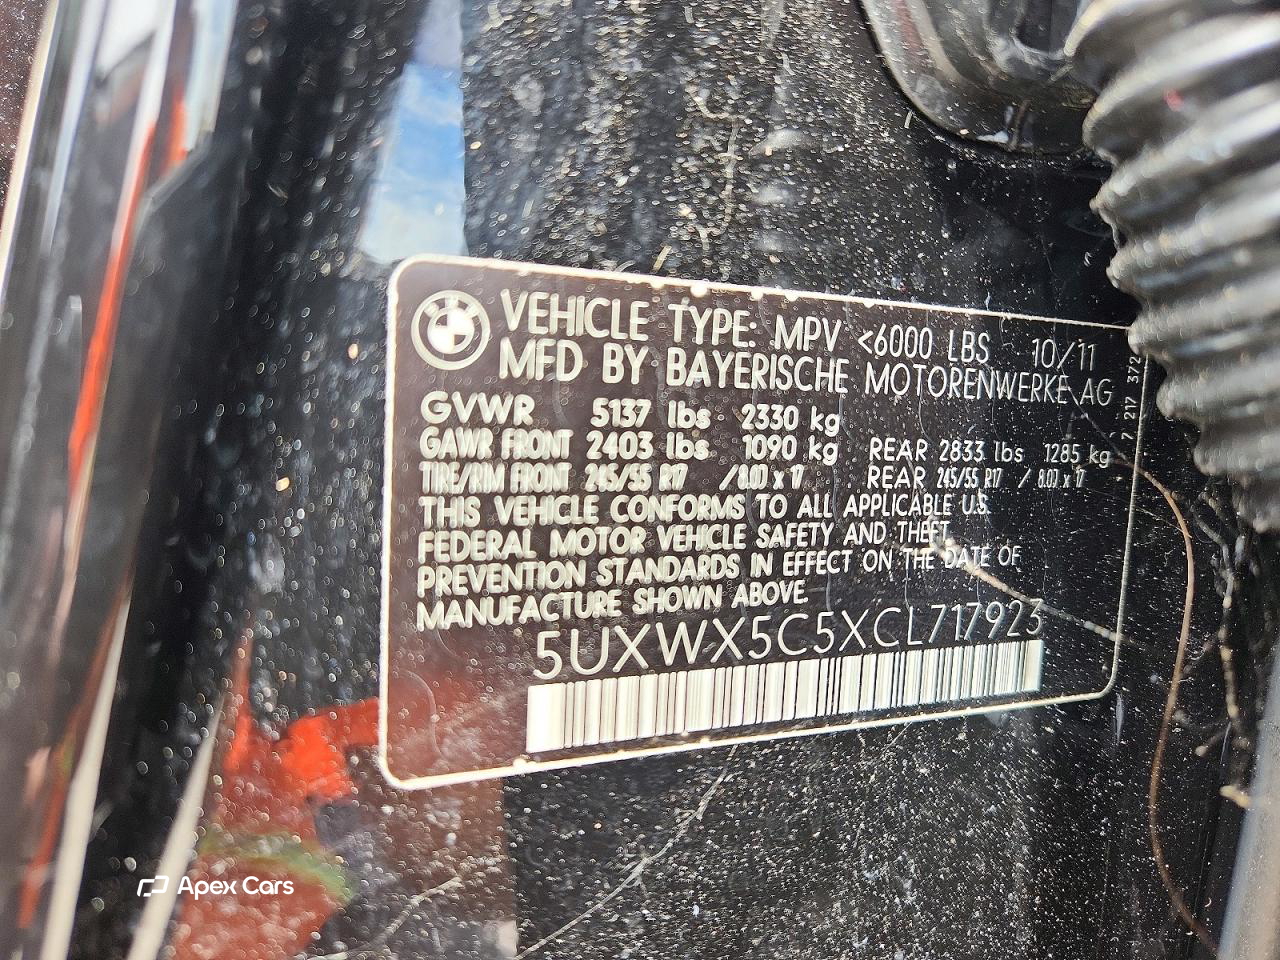 VEHICLE TYPE: MPV <6000 LBS 10/11
MFD BY BAYERISCHE MOTORENWERKE AG
GVWR 5137 lbs 2330 kg
GAWR FRONT 2403 lbs 1090 kg REAR 2833 lbs 1285 kg
TIRE/RIM FRONT 245/55 R17 / 8.00 x 17 REAR 245/55 R17 / 8.00 x 17
THIS VEHICLE CONFORMS TO ALL APPLICABLE U.S.
FEDERAL MOTOR VEHICLE SAFETY AND THEFT
PREVENTION STANDARDS IN EFFECT ON THE DATE OF
MANUFACTURE SHOWN ABOVE.
5UXWX5C5XCL717923
7 217 372
BMW
Apex Cars